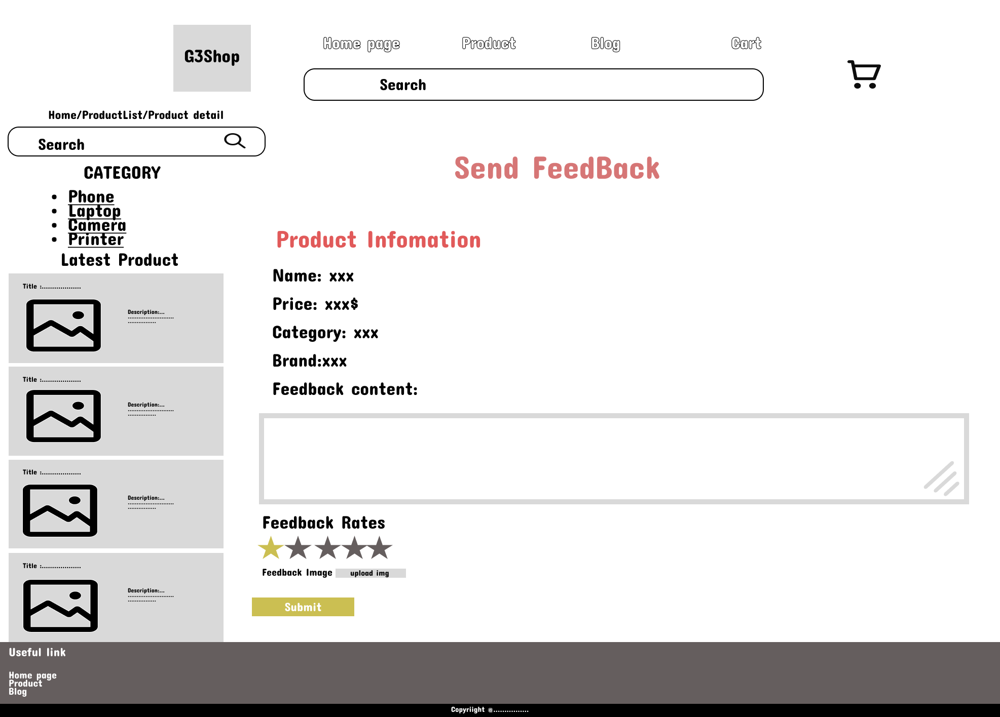 G3Shop
Home page
Product
Blog
Cart
Search
Home/ProductList/Product detail
Search
CATEGORY
• Phone
• Laptop
• Camera
• Printer
Latest Product
Title :...................
Description:...
..........................
................
Title :...................
Description:...
..........................
................
Title :...................
Description:...
..........................
................
Title :...................
Description:...
..........................
................
Send FeedBack
Product Infomation
Name: xxx
Price: xxx$
Category: xxx
Brand:xxx
Feedback content:
Feedback Rates
Feedback Image
upload img
Submit
Useful link
Home page
Product
Blog
Copyriight @................